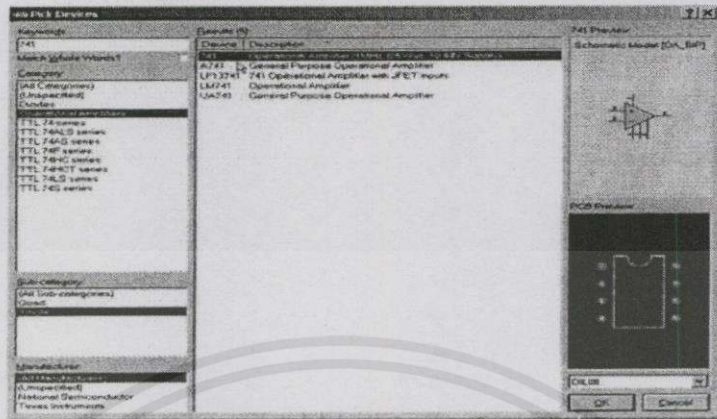 Pick Devices
Keywords:
741
Match Whole Words?
Category:
(All Categories)
(Unspecified)
Diodes
Operational Amplifiers
TTL 74 series
TTL 74ALS series
TTL 74AS series
TTL 74F series
TTL 74HC series
TTL 74HCT series
TTL 74LS series
TTL 74S series
Sub-category:
(All Sub-categories)
Quad
Manufacturer:
(Unspecified)
National Semiconductor
Texas Instruments
Results (5):
Device Description
741 Operational Amplifier
A741 General Purpose Operational Amplifier
741 Operational Amplifier with JFET inputs
LM741 Operational Amplifier
UA741 General Purpose Operational Amplifier
741 Preview:
Schematic Model [OA_BIP]
PCB Preview:
DIL08
OK
Cancel